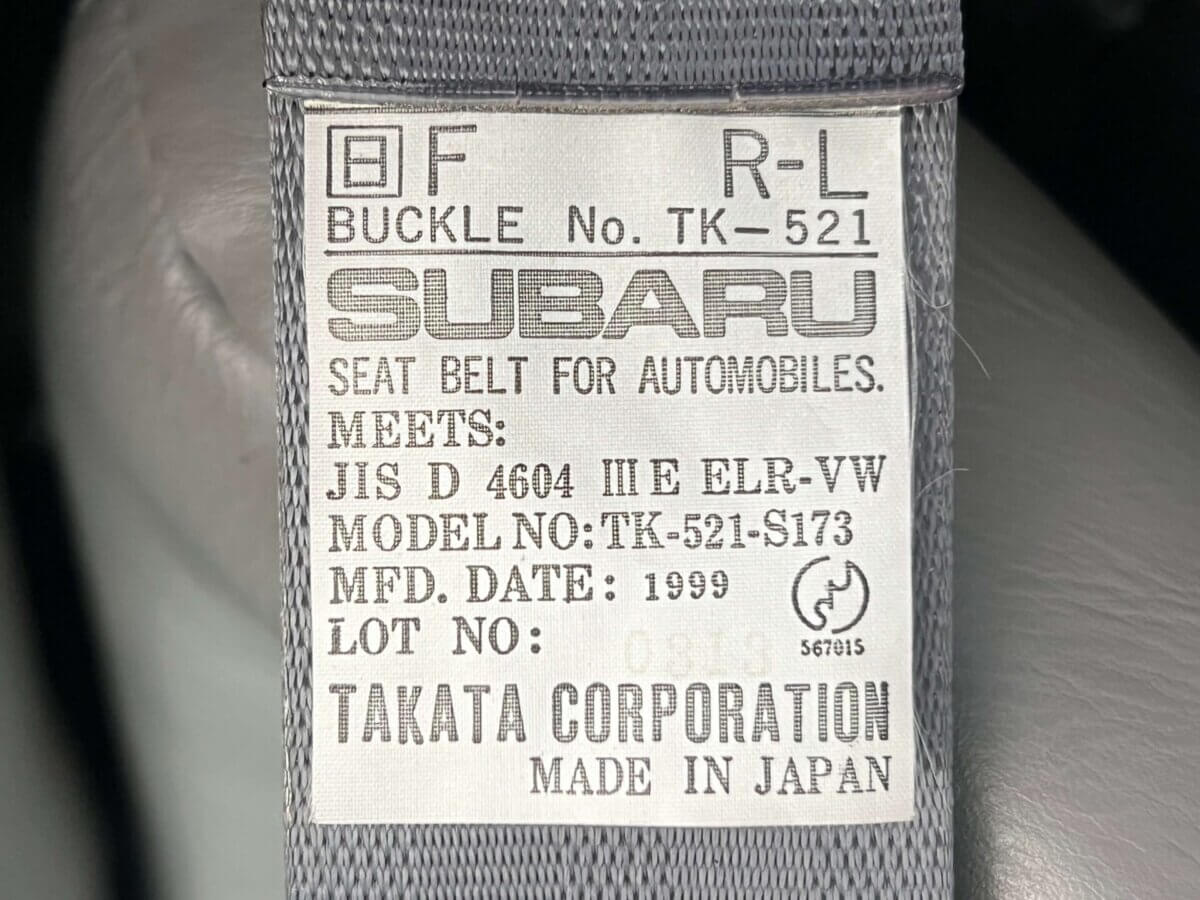 日 F R-L
BUCKLE No. TK-521
SUBARU
SEAT BELT FOR AUTOMOBILES.
MEETS:
JIS D 4604 III E ELR-VW
MODEL NO: TK-521-S173
MFD. DATE: 1999
LOT NO:
567015
TAKATA CORPORATION
MADE IN JAPAN